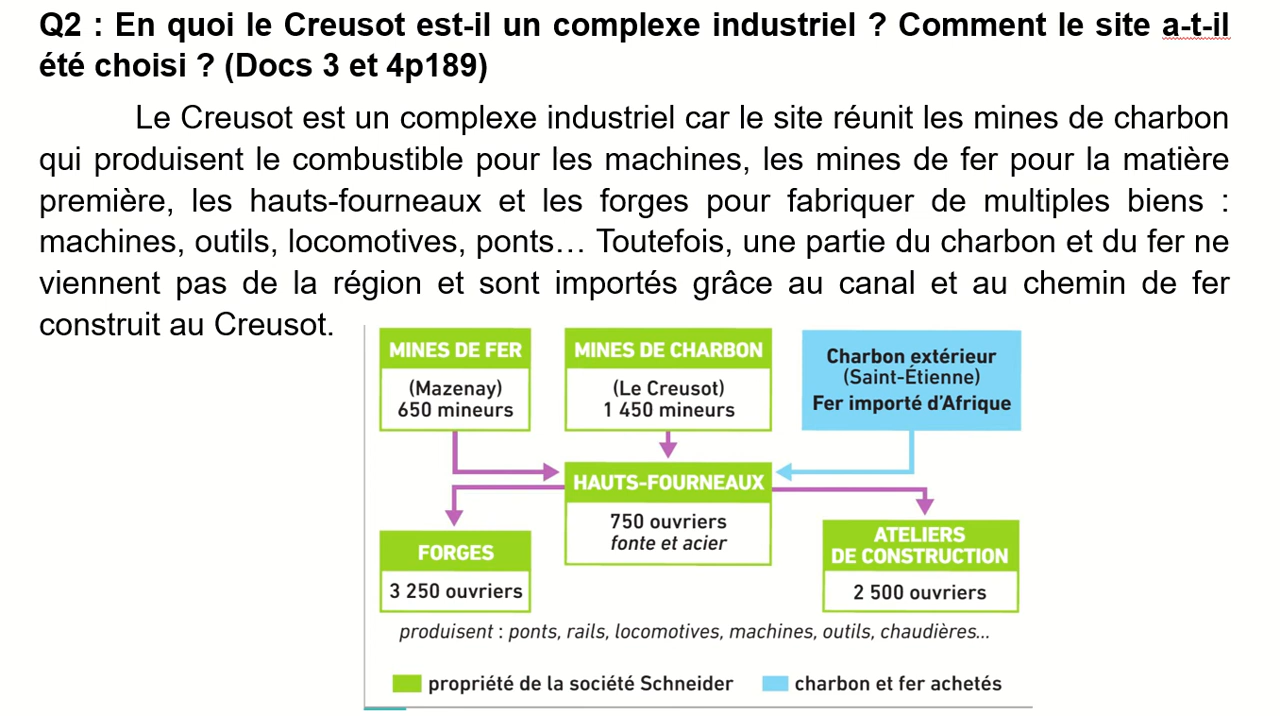 Q2 : En quoi le Creusot est-il un complexe industriel ? Comment le site a-t-il
été choisi ? (Docs 3 et 4p189)
Le Creusot est un complexe industriel car le site réunit les mines de charbon
qui produisent le combustible pour les machines, les mines de fer pour la matière
première, les hauts-fourneaux et les forges pour fabriquer de multiples biens :
machines, outils, locomotives, ponts… Toutefois, une partie du charbon et du fer ne
viennent pas de la région et sont importés grâce au canal et au chemin de fer
construit au Creusot.
MINES DE FER
(Mazenay)
650 mineurs
MINES DE CHARBON
(Le Creusot)
1 450 mineurs
Charbon extérieur
(Saint-Étienne)
Fer importé d'Afrique
HAUTS-FOURNEAUX
750 ouvriers
fonte et acier
FORGES
3 250 ouvriers
ATELIERS
DE CONSTRUCTION
2 500 ouvriers
produisent : ponts, rails, locomotives, machines, outils, chaudières...
propriété de la société Schneider
charbon et fer achetés